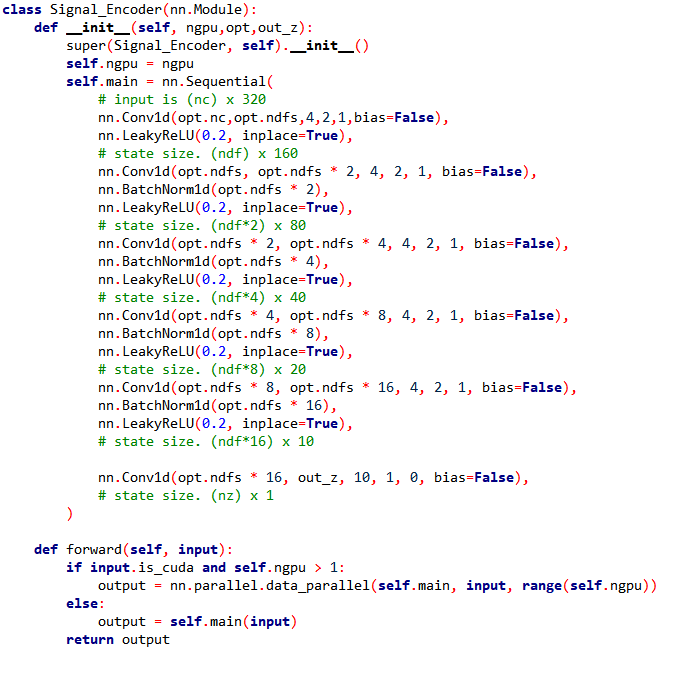 class Signal_Encoder(nn.Module):
    def __init__(self, ngpu,opt,out_z):
        super(Signal_Encoder, self).__init__()
        self.ngpu = ngpu
        self.main = nn.Sequential(
            # input is (nc) x 320
            nn.Conv1d(opt.nc,opt.ndfs,4,2,1,bias=False),
            nn.LeakyReLU(0.2, inplace=True),
            # state size. (ndf) x 160
            nn.Conv1d(opt.ndfs, opt.ndfs * 2, 4, 2, 1, bias=False),
            nn.BatchNorm1d(opt.ndfs * 2),
            nn.LeakyReLU(0.2, inplace=True),
            # state size. (ndf*2) x 80
            nn.Conv1d(opt.ndfs * 2, opt.ndfs * 4, 4, 2, 1, bias=False),
            nn.BatchNorm1d(opt.ndfs * 4),
            nn.LeakyReLU(0.2, inplace=True),
            # state size. (ndf*4) x 40
            nn.Conv1d(opt.ndfs * 4, opt.ndfs * 8, 4, 2, 1, bias=False),
            nn.BatchNorm1d(opt.ndfs * 8),
            nn.LeakyReLU(0.2, inplace=True),
            # state size. (ndf*8) x 20
            nn.Conv1d(opt.ndfs * 8, opt.ndfs * 16, 4, 2, 1, bias=False),
            nn.BatchNorm1d(opt.ndfs * 16),
            nn.LeakyReLU(0.2, inplace=True),
            # state size. (ndf*16) x 10

            nn.Conv1d(opt.ndfs * 16, out_z, 10, 1, 0, bias=False),
            # state size. (nz) x 1
        )

    def forward(self, input):
        if input.is_cuda and self.ngpu > 1:
            output = nn.parallel.data_parallel(self.main, input, range(self.ngpu))
        else:
            output = self.main(input)
        return output